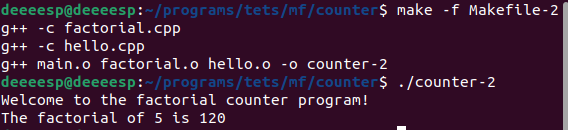 deeeesp@deeeesp:~/programs/tets/mf/counter$ make -f Makefile-2
g++ -c factorial.cpp
g++ -c hello.cpp
g++ main.o factorial.o hello.o -o counter-2
deeeesp@deeeesp:~/programs/tets/mf/counter$ ./counter-2
Welcome to the factorial counter program!
The factorial of 5 is 120